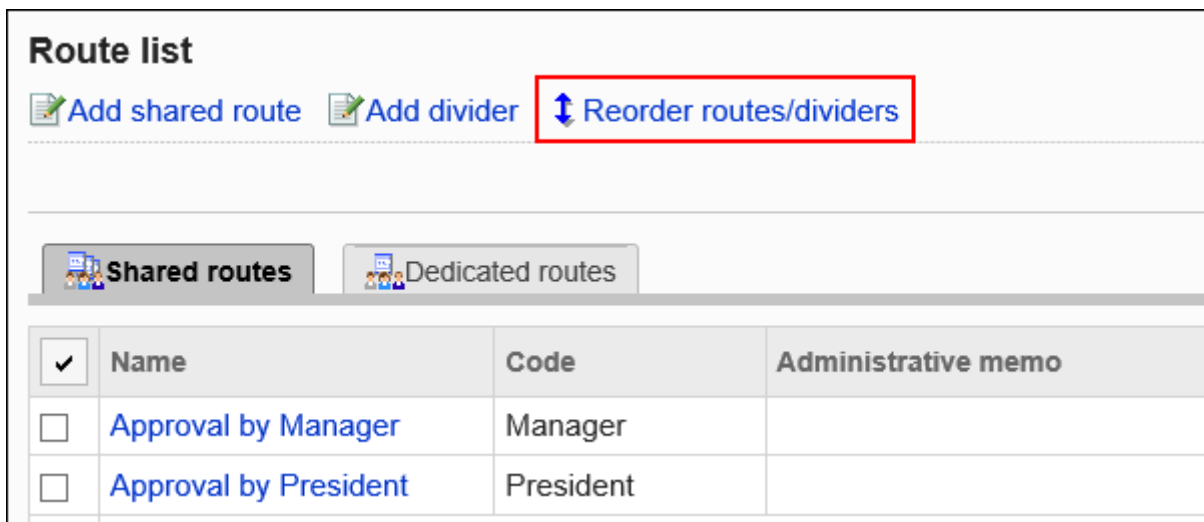 Route list
Add shared route Add divider Reorder routes/dividers
Shared routes Dedicated routes
Name Code Administrative memo
Approval by Manager Manager
Approval by President President